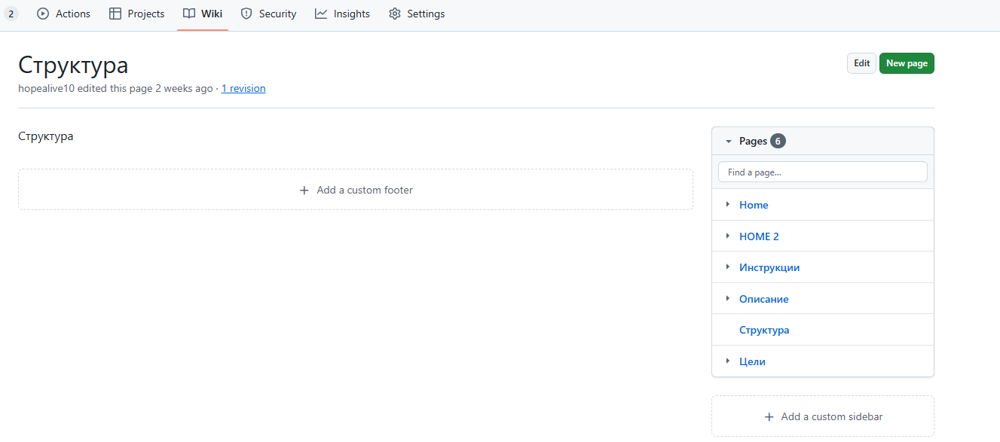 2 Actions Projects Wiki Security Insights Settings
Структура
Edit New page
hopealive10 edited this page 2 weeks ago · 1 revision
Структура
Add a custom footer
Pages 6
Find a page...
Home
HOME 2
Инструкции
Описание
Структура
Цели
Add a custom sidebar